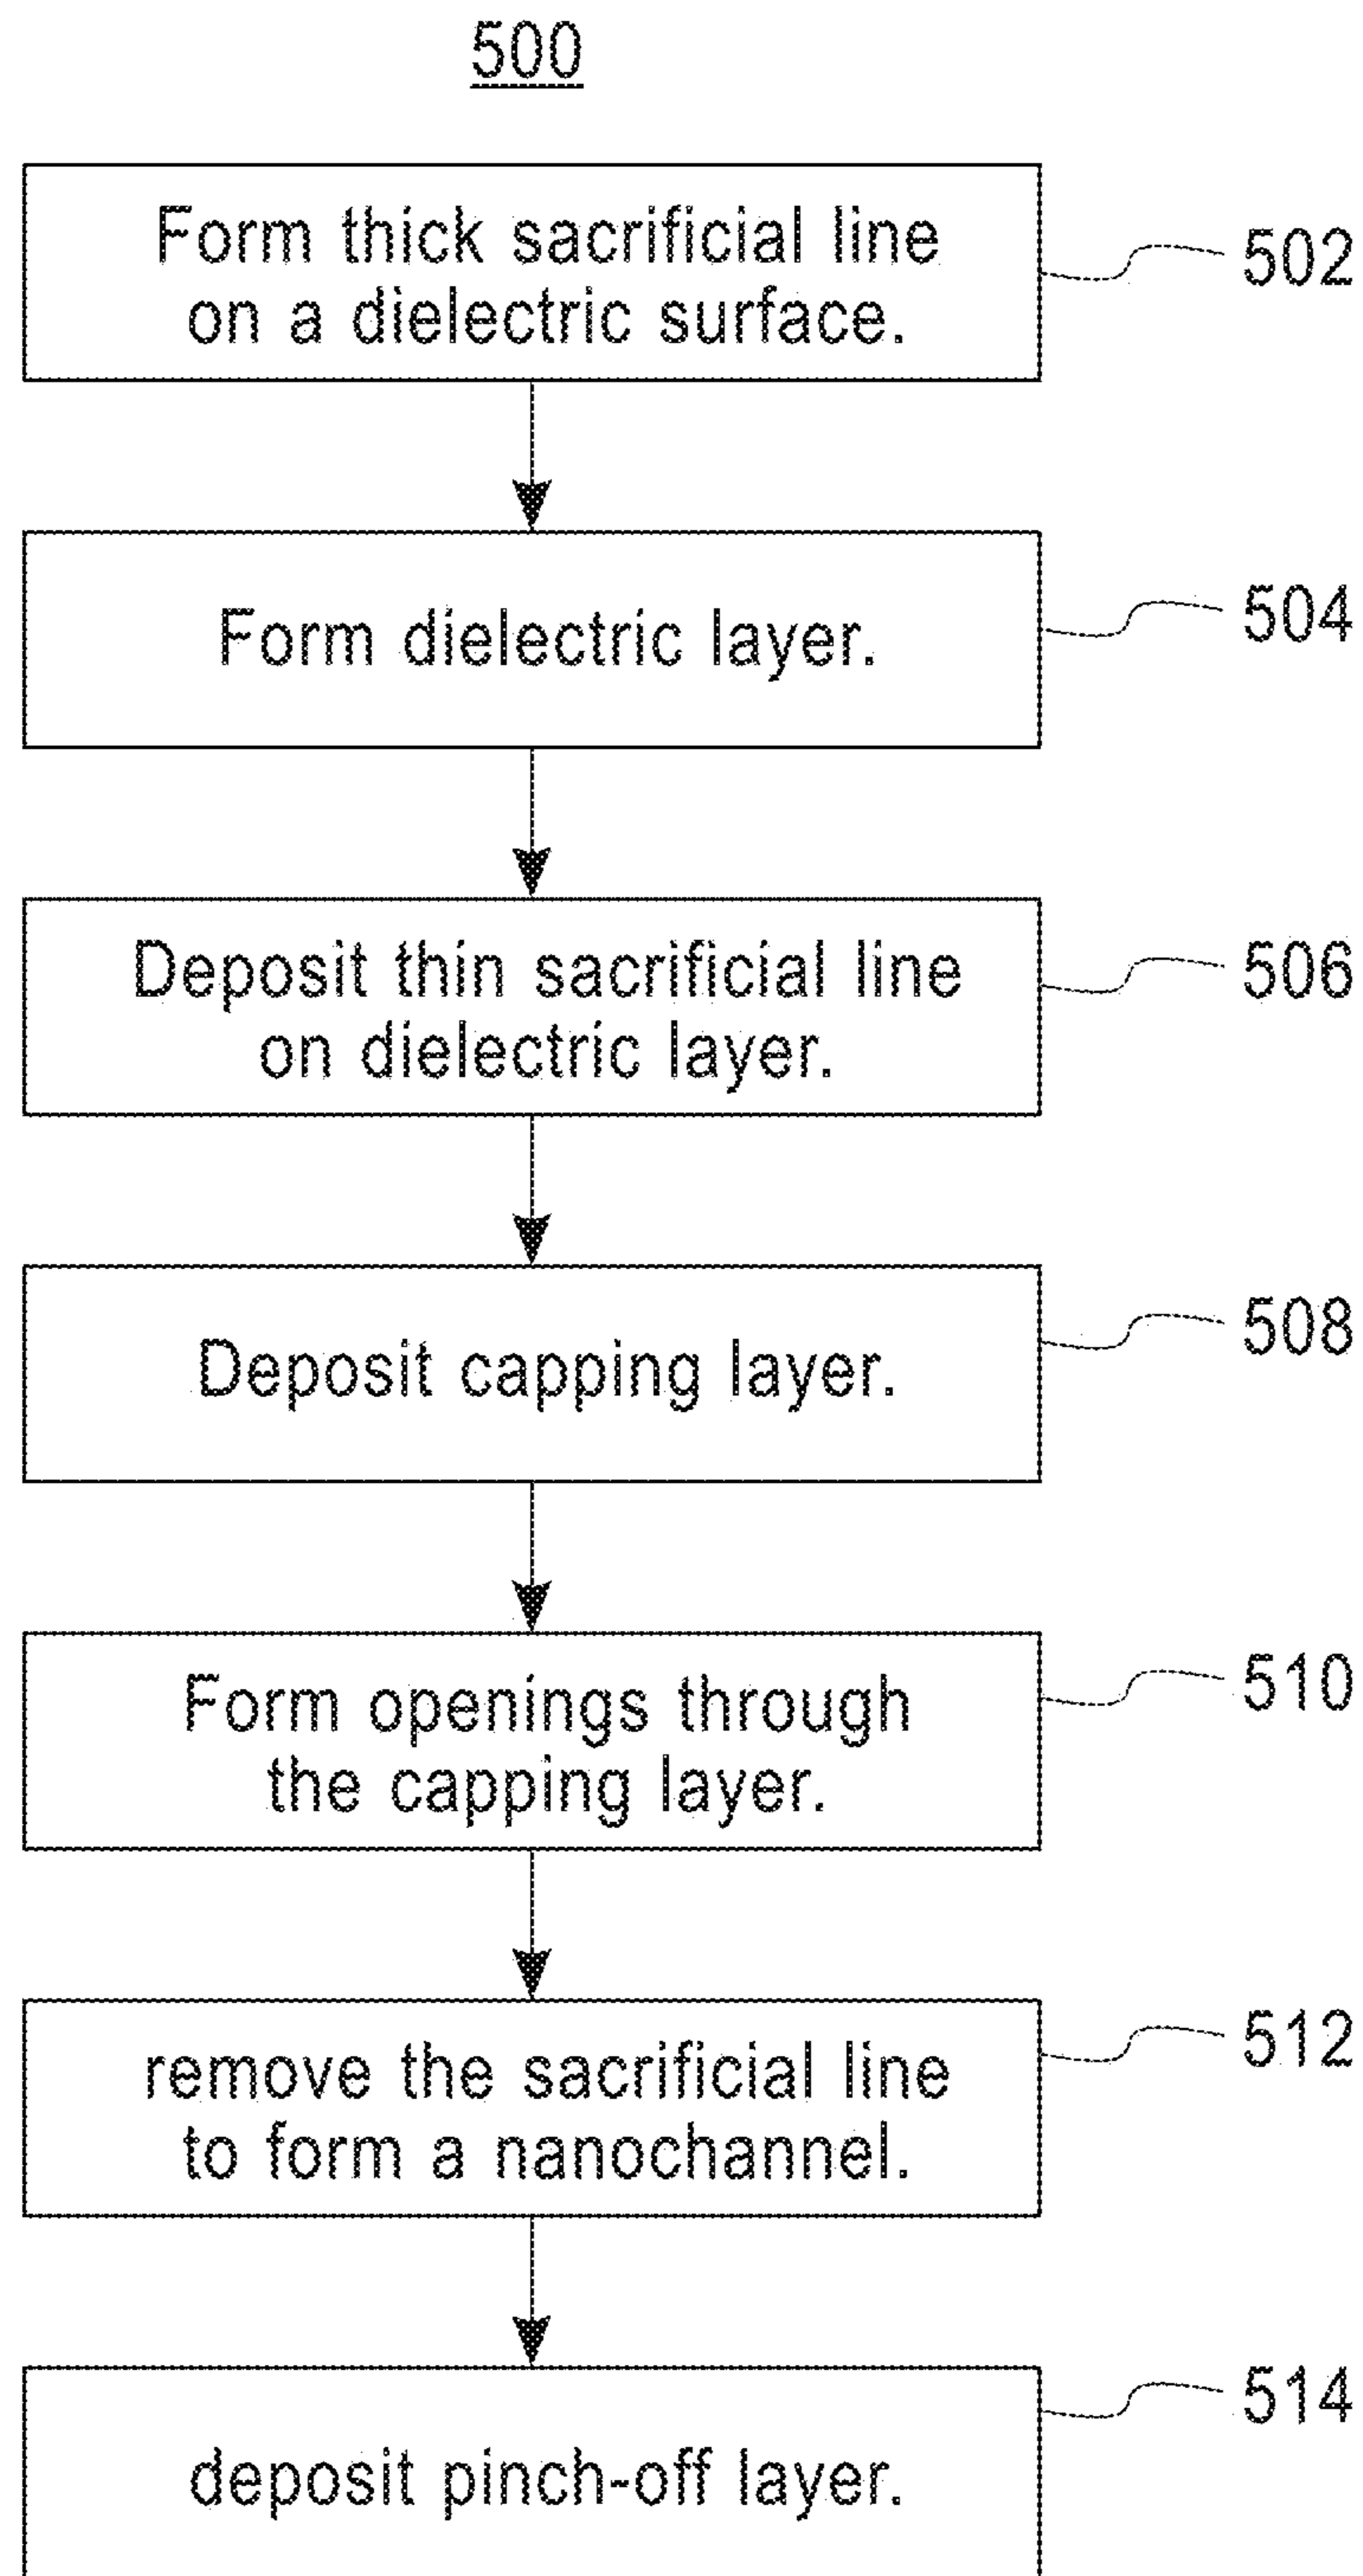 500
Form thick sacrificial line
on a dielectric surface.
502
Form dielectric layer.
504
Deposit thin sacrificial line
on dielectric layer.
506
Deposit capping layer.
508
Form openings through
the capping layer.
510
remove the sacrificial line
to form a nanochannel.
512
deposit pinch-off layer.
514